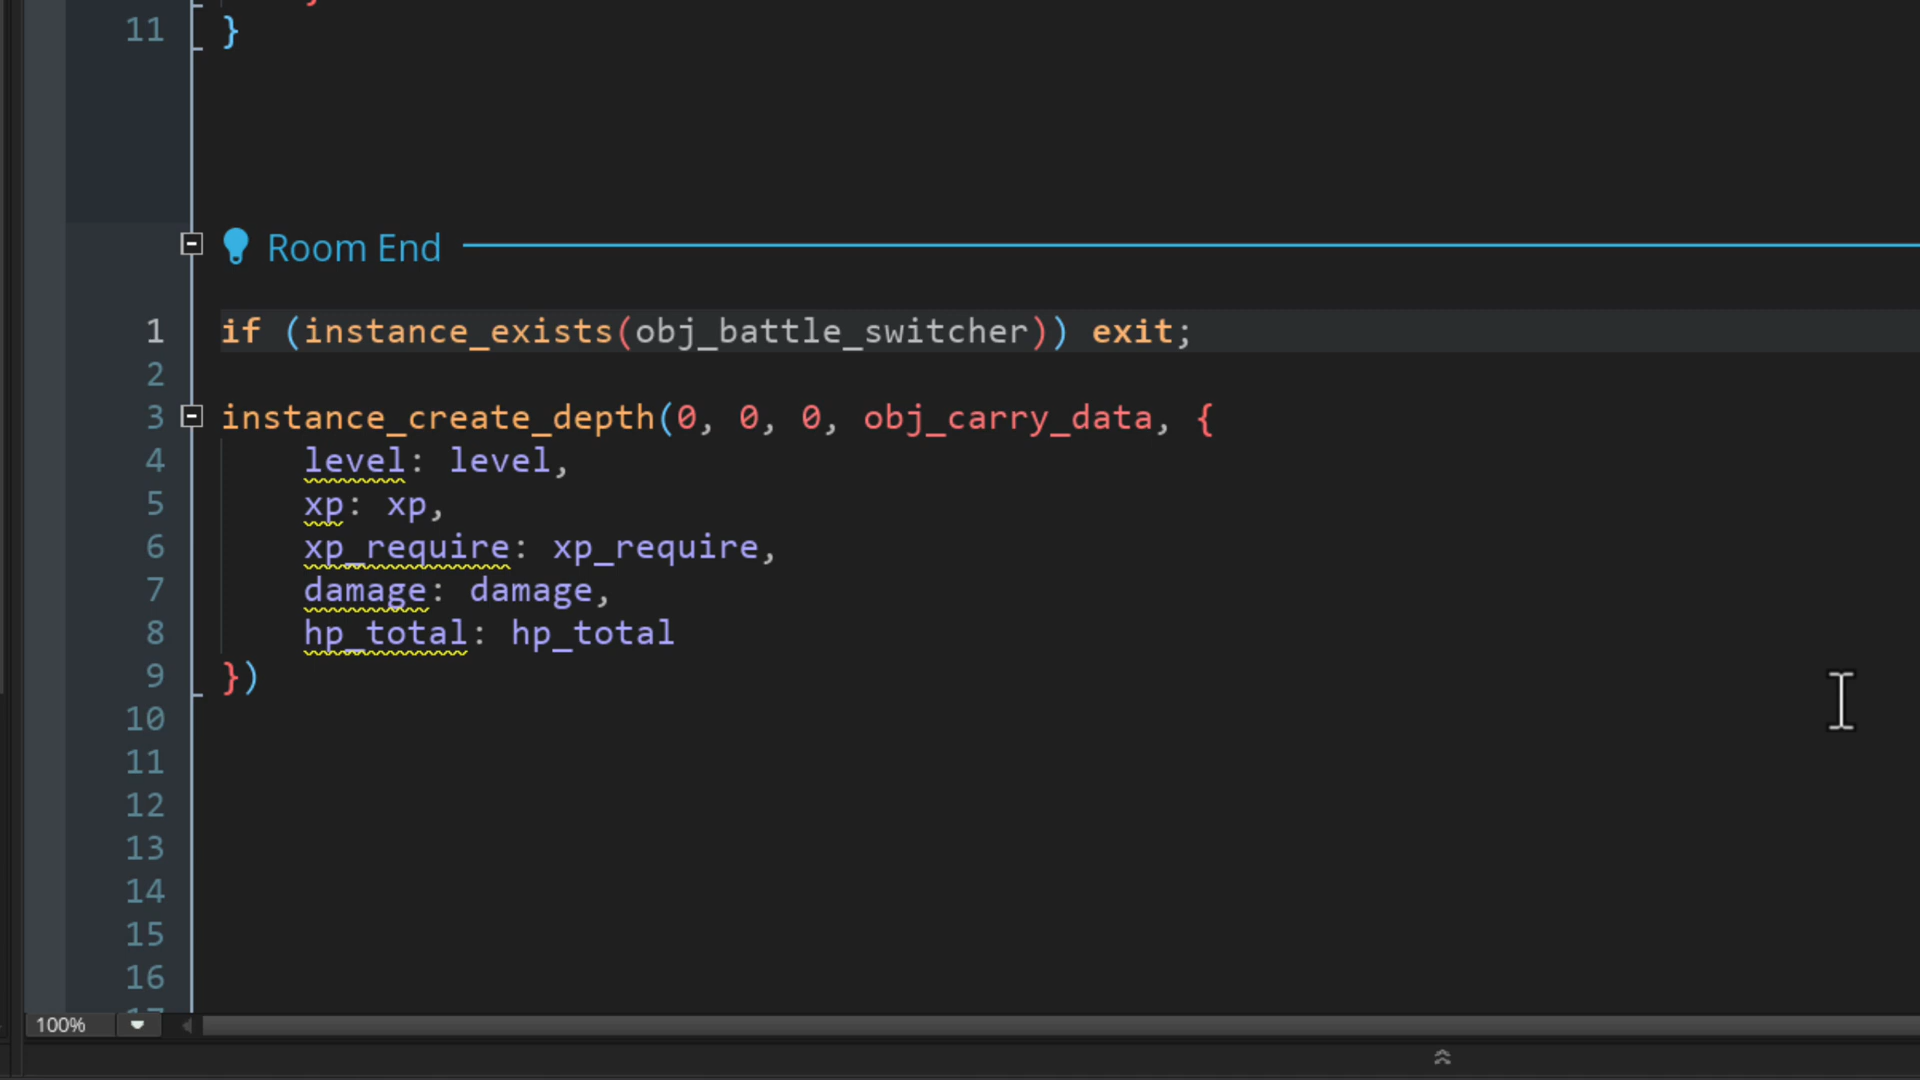 11 }
Room End
1 if (instance_exists(obj_battle_switcher)) exit;
2
3 instance_create_depth(0, 0, 0, obj_carry_data, {
4 level: level,
5 xp: xp,
6 xp_require: xp_require,
7 damage: damage,
8 hp_total: hp_total
9 })
10
11
12
13
14
15
16
100%